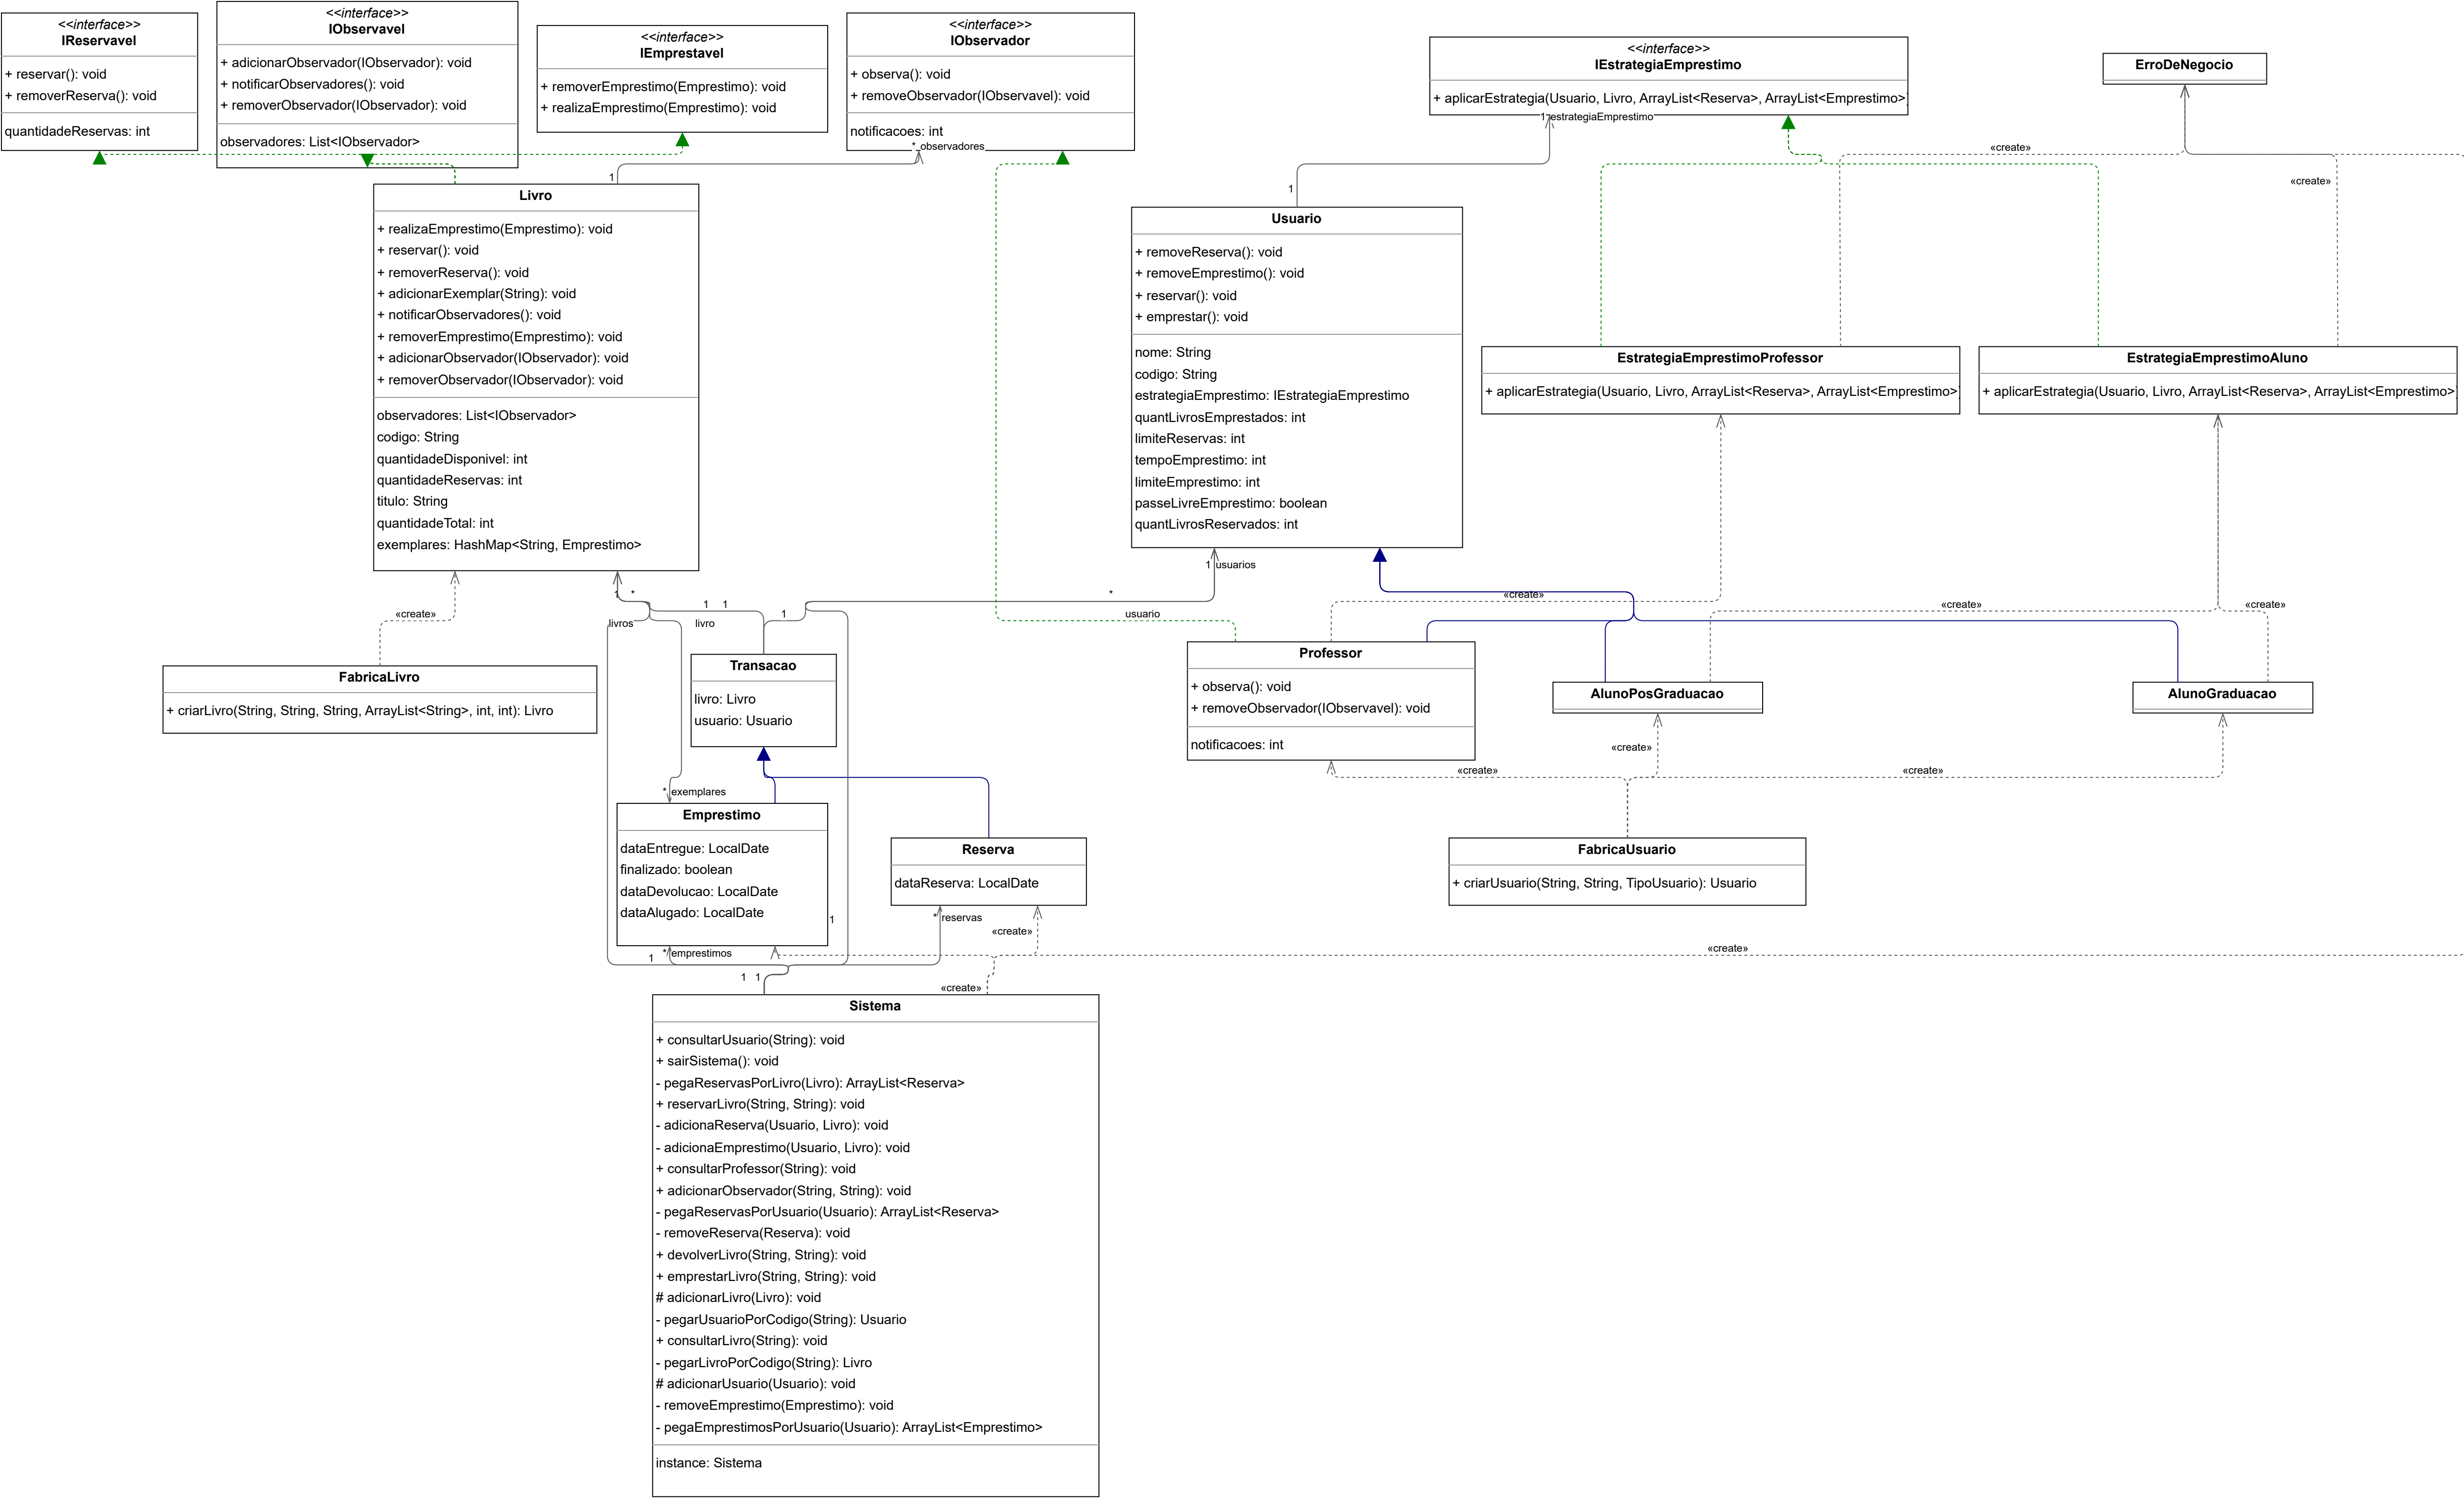 <<interface>>
IReservavel
+ reservar(): void
+ removerReserva(): void
quantidadeReservas: int
<<interface>>
IObservavel
+ adicionarObservador(IObservador): void
+ notificarObservadores(): void
+ removerObservador(IObservador): void
observadores: List<IObservador>
<<interface>>
IEmprestavel
+ removerEmprestimo(Emprestimo): void
+ realizaEmprestimo(Emprestimo): void
<<interface>>
IObservador
+ observa(): void
+ removeObservador(IObservavel): void
notificacoes: int
* observadores
1
<<interface>>
IEstrategiaEmprestimo
+ aplicarEstrategia(Usuario, Livro, ArrayList<Reserva>, ArrayList<Emprestimo>)
1 estrategiaEmprestimo
1
ErroDeNegocio
«create»
«create»
Livro
+ realizaEmprestimo(Emprestimo): void
+ reservar(): void
+ removerReserva(): void
+ adicionarExemplar(String): void
+ notificarObservadores(): void
+ removerEmprestimo(Emprestimo): void
+ adicionarObservador(IObservador): void
+ removerObservador(IObservador): void
observadores: List<IObservador>
codigo: String
quantidadeDisponivel: int
quantidadeReservas: int
titulo: String
quantidadeTotal: int
exemplares: HashMap<String, Emprestimo>
Usuario
+ removeReserva(): void
+ removeEmprestimo(): void
+ reservar(): void
+ emprestar(): void
nome: String
codigo: String
estrategiaEmprestimo: IEstrategiaEmprestimo
quantLivrosEmprestados: int
limiteReservas: int
tempoEmprestimo: int
limiteEmprestimo: int
passeLivreEmprestimo: boolean
quantLivrosReservados: int
EstrategiaEmprestimoProfessor
+ aplicarEstrategia(Usuario, Livro, ArrayList<Reserva>, ArrayList<Emprestimo>)
EstrategiaEmprestimoAluno
+ aplicarEstrategia(Usuario, Livro, ArrayList<Reserva>, ArrayList<Emprestimo>)
1 usuarios
1 *
*
«create»
1 1
1
«create»
«create»
«create»
livros
livro
usuario
FabricaLivro
+ criarLivro(String, String, String, ArrayList<String>, int, int): Livro
Transacao
livro: Livro
usuario: Usuario
Professor
+ observa(): void
+ removeObservador(IObservavel): void
notificacoes: int
AlunoPosGraduacao
AlunoGraduacao
«create»
«create»
«create»
* exemplares
Emprestimo
dataEntregue: LocalDate
finalizado: boolean
dataDevolucao: LocalDate
dataAlugado: LocalDate
Reserva
dataReserva: LocalDate
FabricaUsuario
+ criarUsuario(String, String, TipoUsuario): Usuario
1
* reservas
«create»
1
* emprestimos
«create»
1 1
«create»
Sistema
+ consultarUsuario(String): void
+ sairSistema(): void
- pegaReservasPorLivro(Livro): ArrayList<Reserva>
+ reservarLivro(String, String): void
- adicionaReserva(Usuario, Livro): void
- adicionaEmprestimo(Usuario, Livro): void
+ consultarProfessor(String): void
+ adicionarObservador(String, String): void
- pegaReservasPorUsuario(Usuario): ArrayList<Reserva>
- removeReserva(Reserva): void
+ devolverLivro(String, String): void
+ emprestarLivro(String, String): void
# adicionarLivro(Livro): void
- pegarUsuarioPorCodigo(String): Usuario
+ consultarLivro(String): void
- pegarLivroPorCodigo(String): Livro
# adicionarUsuario(Usuario): void
- removeEmprestimo(Emprestimo): void
- pegaEmprestimosPorUsuario(Usuario): ArrayList<Emprestimo>
instance: Sistema